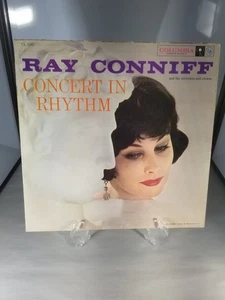 COLUMBIA
RAY CONNIFF
and his orchestra and chorus
CONCERT IN
RHYTHM